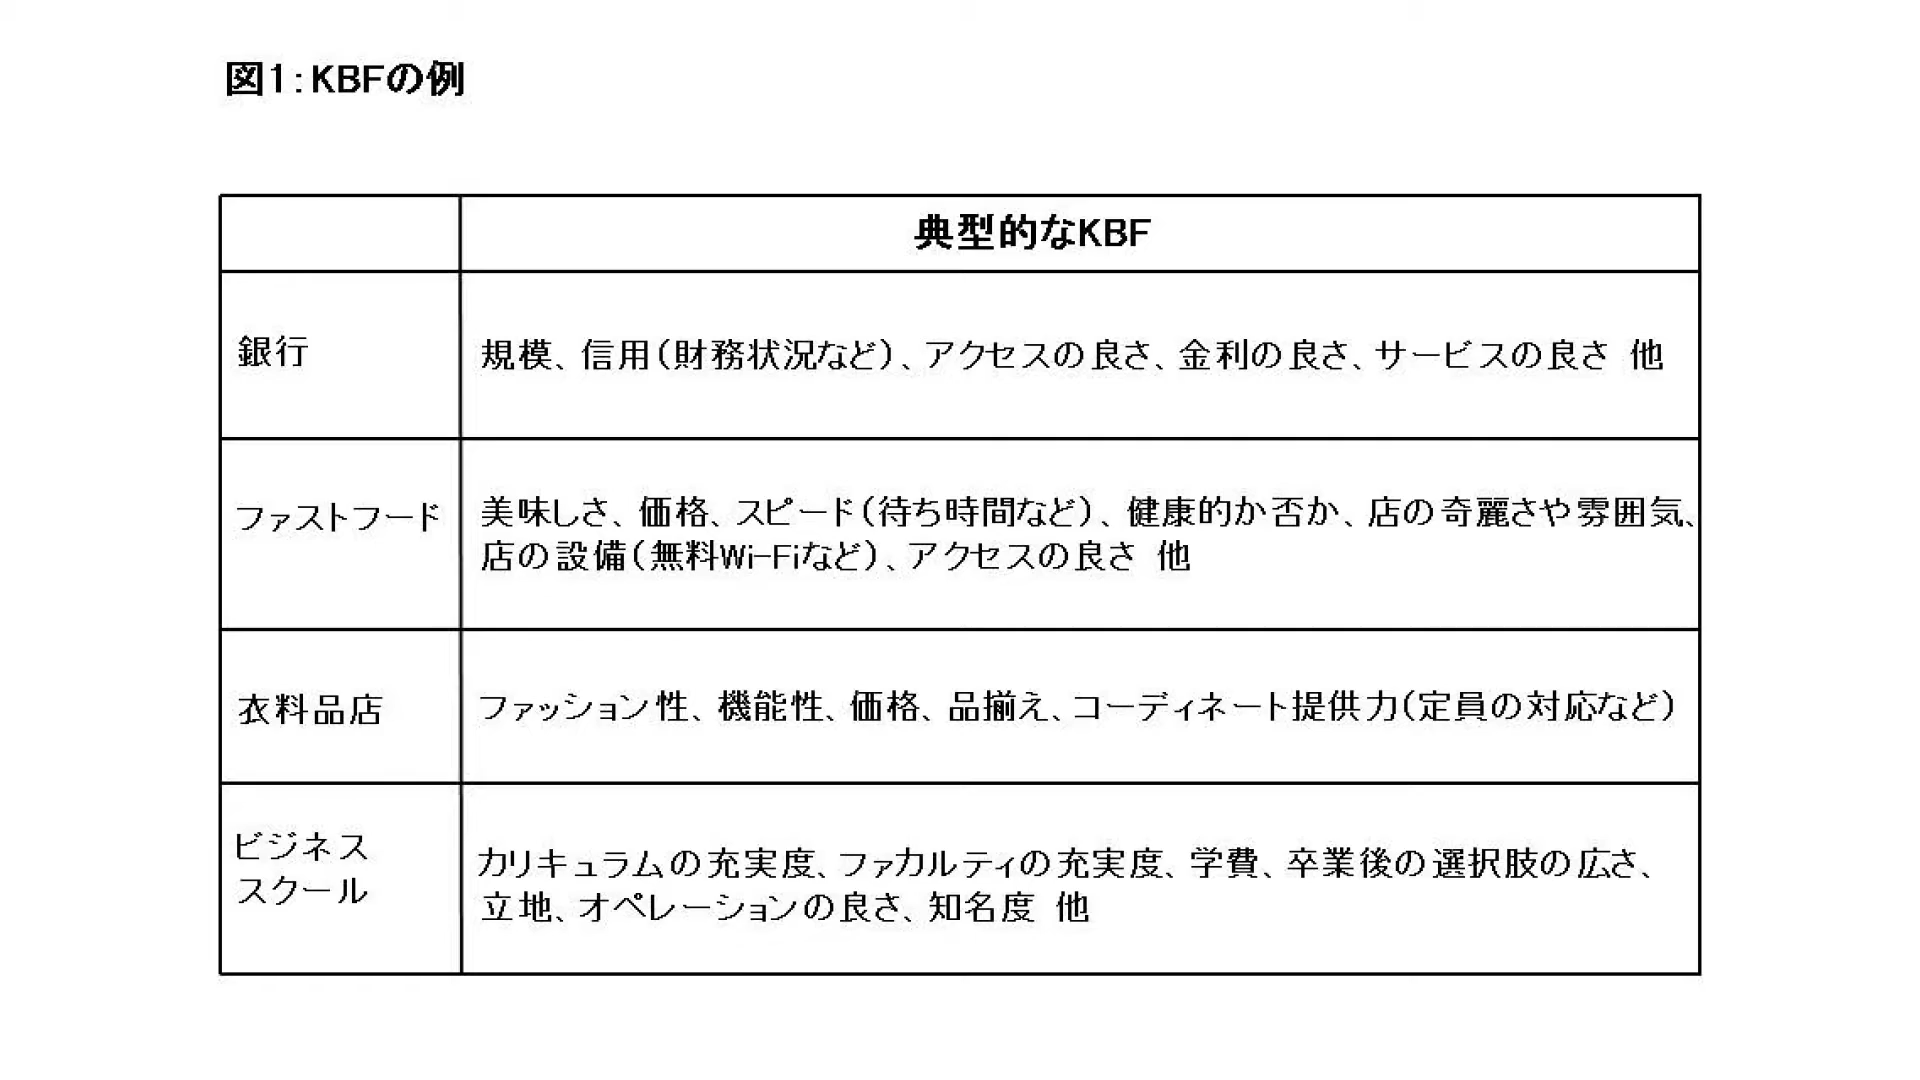 図1:KBFの例
典型的なKBF
銀行
規模、信用(財務状況など)、アクセスの良さ、金利の良さ、サービスの良さ 他
ファストフード
美味しさ、価格、スピード(待ち時間など)、健康的か否か、店の奇麗さや雰囲気、
店の設備(無料Wi-Fiなど)、アクセスの良さ 他
衣料品店
ファッション性、機能性、価格、品揃え、コーディネート提供力(定員の対応など)
ビジネス
スクール
カリキュラムの充実度、ファカルティの充実度、学費、卒業後の選択肢の広さ、
立地、オペレーションの良さ、知名度 他